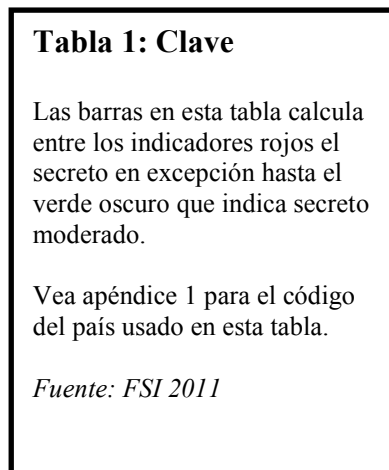 Tabla 1: Clave
Las barras en esta tabla calcula
entre los indicadores rojos el
secreto en excepción hasta el
verde oscuro que indica secreto
moderado.
Vea apéndice 1 para el código
del país usado en esta tabla.
Fuente: FSI 2011